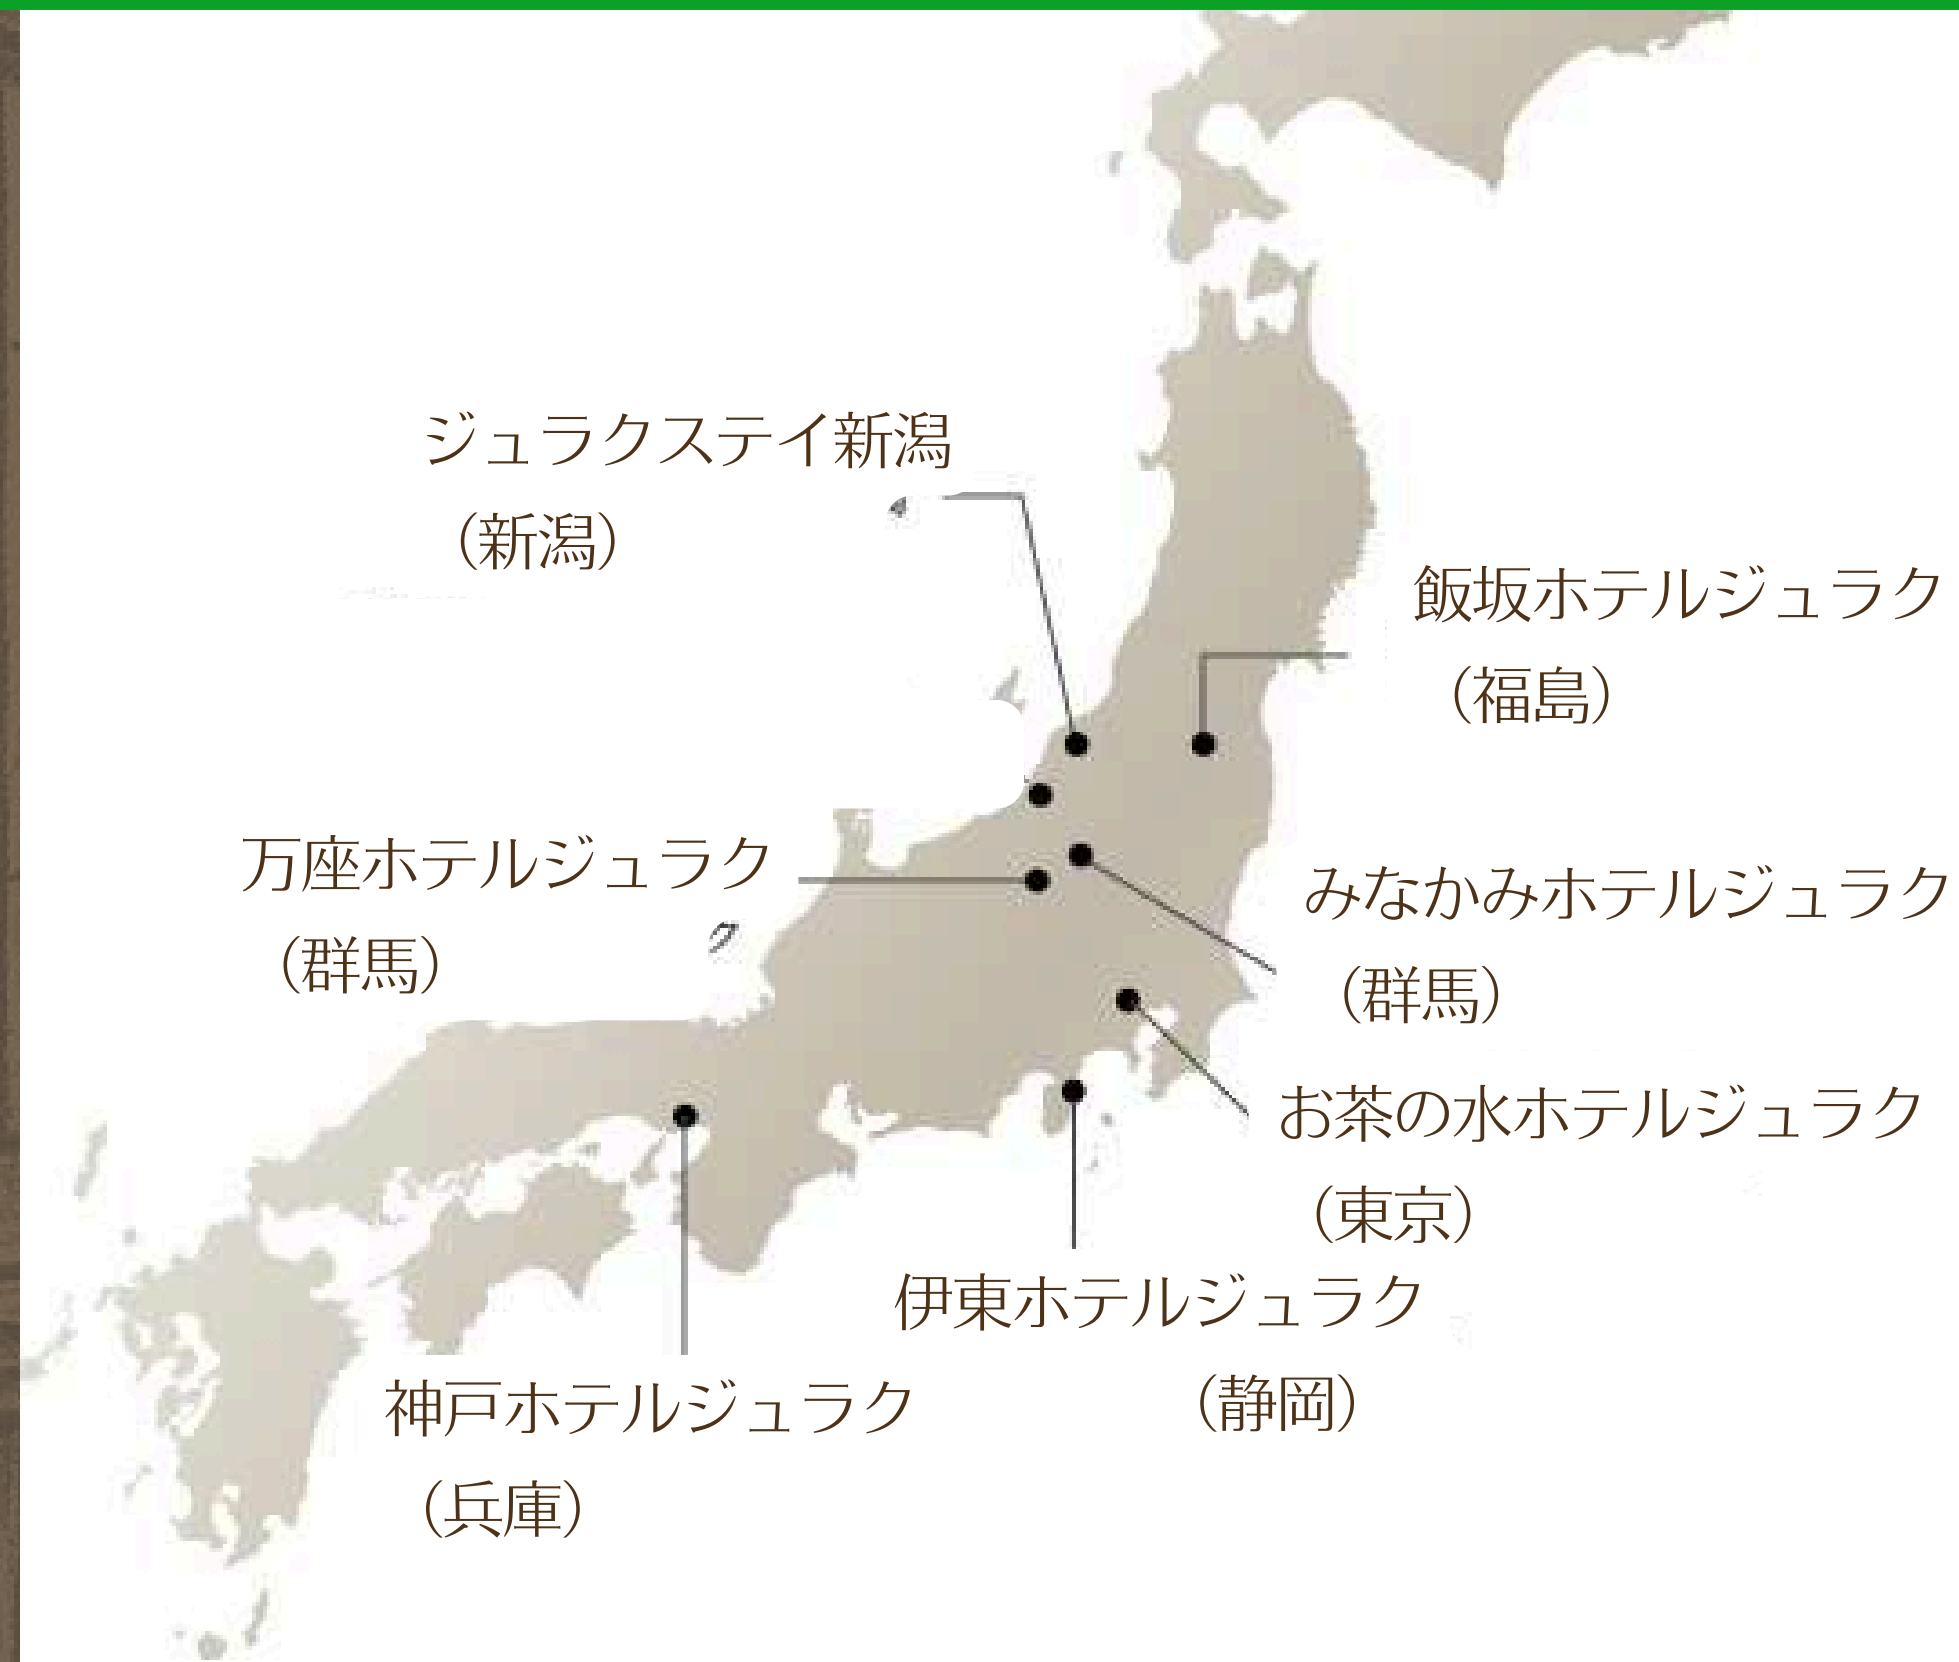 ジュラクステイ新潟
（新潟）
飯坂ホテルジュラク
（福島）
万座ホテルジュラク
（群馬）
ク
みなかみホテルジュラク
（群馬）
お茶の水ホテルジュラク
（東京）
伊東ホテルジュラク
（静岡）
神戸ホテルジュラク
（兵庫）